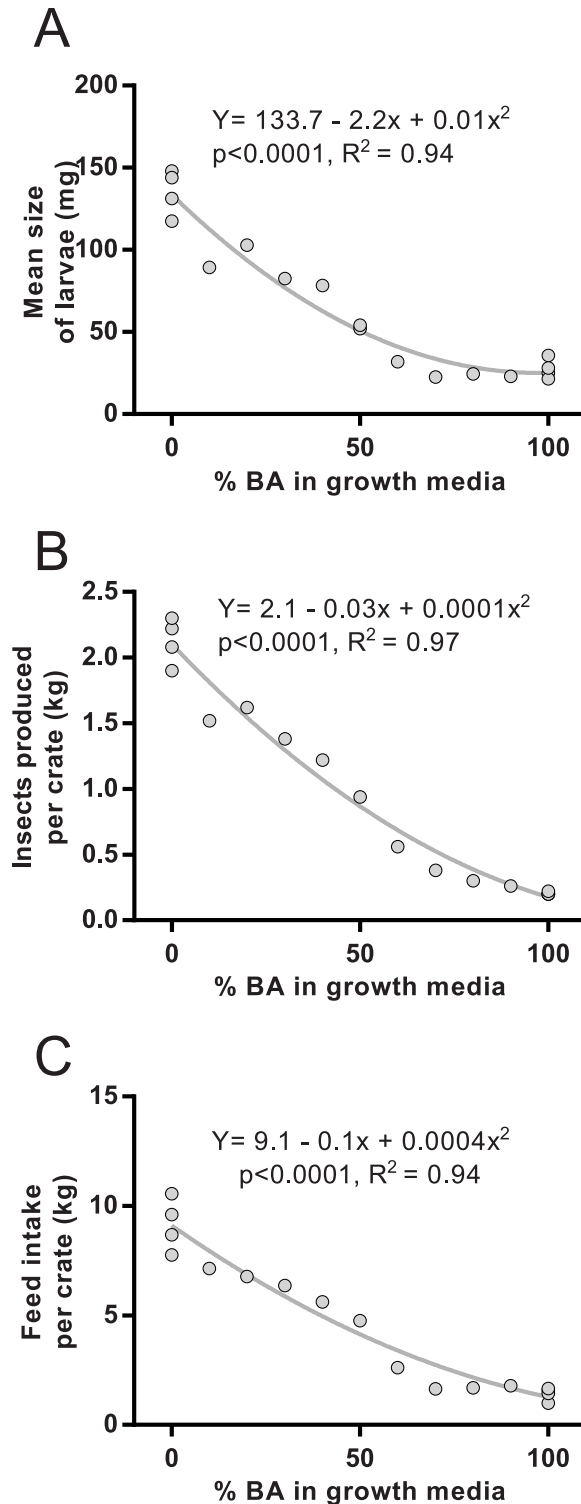 A
200
150
100
50
0
Mean size
of larvae (mg)
Y= 133.7 - 2.2x + 0.01x²
p<0.0001, R² = 0.94
0 50 100
% BA in growth media
B
2.5
2.0
1.5
1.0
0.5
0.0
Insects produced
per crate (kg)
Y= 2.1 - 0.03x + 0.0001x²
p<0.0001, R² = 0.97
0 50 100
% BA in growth media
C
15
10
5
0
Feed intake
per crate (kg)
Y= 9.1 - 0.1x + 0.0004x²
p<0.0001, R² = 0.94
0 50 100
% BA in growth media